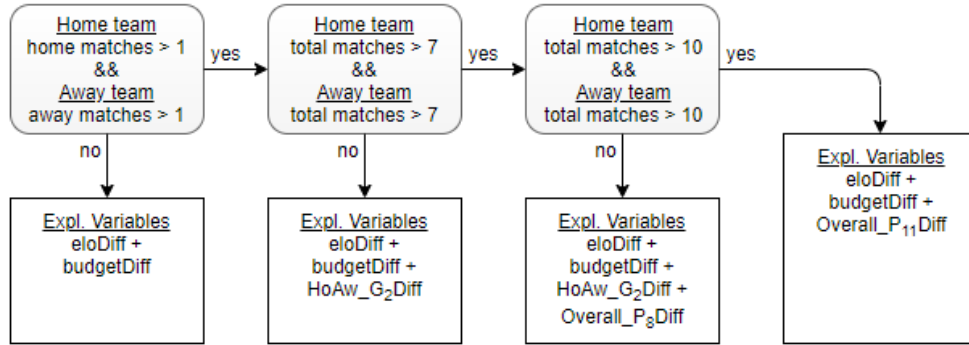 Home team
home matches > 1
&&
Away team
away matches > 1
yes
Home team
total matches > 7
&&
Away team
total matches > 7
yes
Home team
total matches > 10
&&
Away team
total matches > 10
yes
no
no
no
Expl. Variables
eloDiff +
budgetDiff
Expl. Variables
eloDiff +
budgetDiff +
HoAw_G₂Diff
Expl. Variables
eloDiff +
budgetDiff +
HoAw_G₂Diff +
Overall_P₈Diff
Expl. Variables
eloDiff +
budgetDiff +
Overall_P₁₁Diff